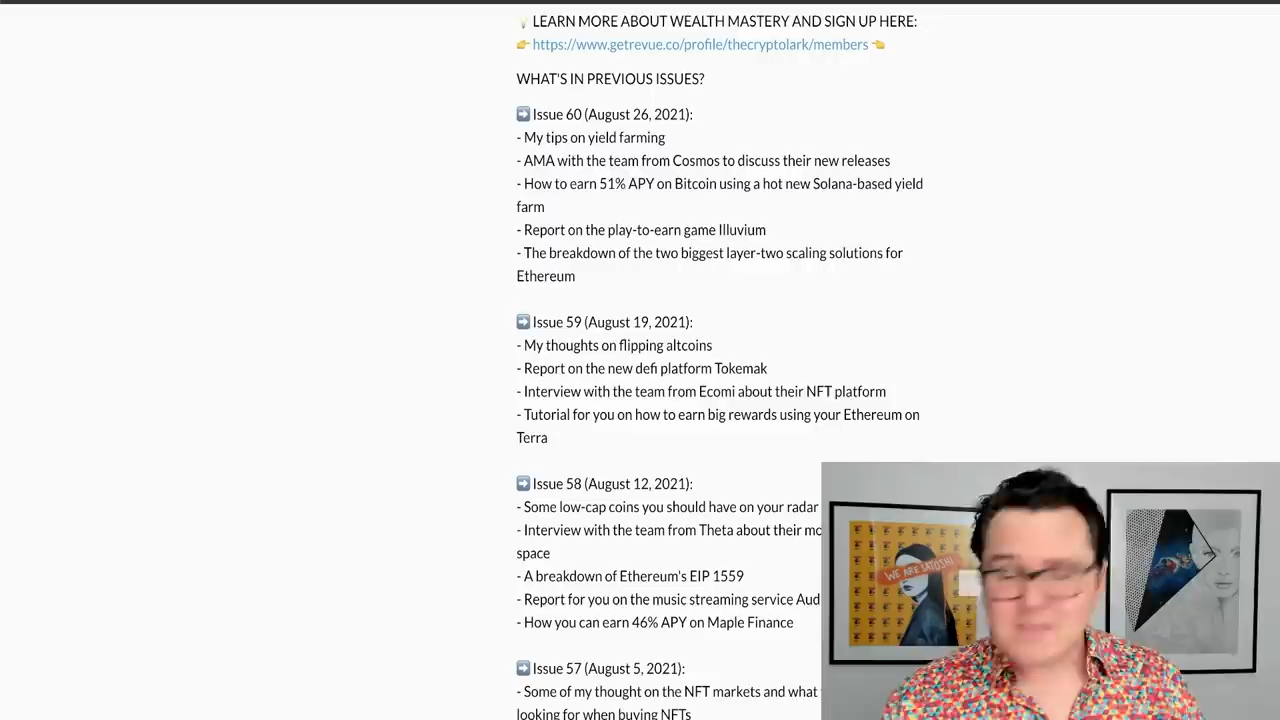 💡 LEARN MORE ABOUT WEALTH MASTERY AND SIGN UP HERE:
👉 https://www.getrevue.co/profile/thecryptolark/members 👈
WHAT'S IN PREVIOUS ISSUES?
➡️ Issue 60 (August 26, 2021):
- My tips on yield farming
- AMA with the team from Cosmos to discuss their new releases
- How to earn 51% APY on Bitcoin using a hot new Solana-based yield
farm
- Report on the play-to-earn game Illuvium
- The breakdown of the two biggest layer-two scaling solutions for
Ethereum
➡️ Issue 59 (August 19, 2021):
- My thoughts on flipping altcoins
- Report on the new defi platform Tokemak
- Interview with the team from Ecomi about their NFT platform
- Tutorial for you on how to earn big rewards using your Ethereum on
Terra
➡️ Issue 58 (August 12, 2021):
- Some low-cap coins you should have on your radar
- Interview with the team from Theta about their mo
space
- A breakdown of Ethereum's EIP 1559
- Report for you on the music streaming service Aud
- How you can earn 46% APY on Maple Finance
➡️ Issue 57 (August 5, 2021):
- Some of my thought on the NFT markets and what
looking for when buying NFTs
WE ARE SATOSHI